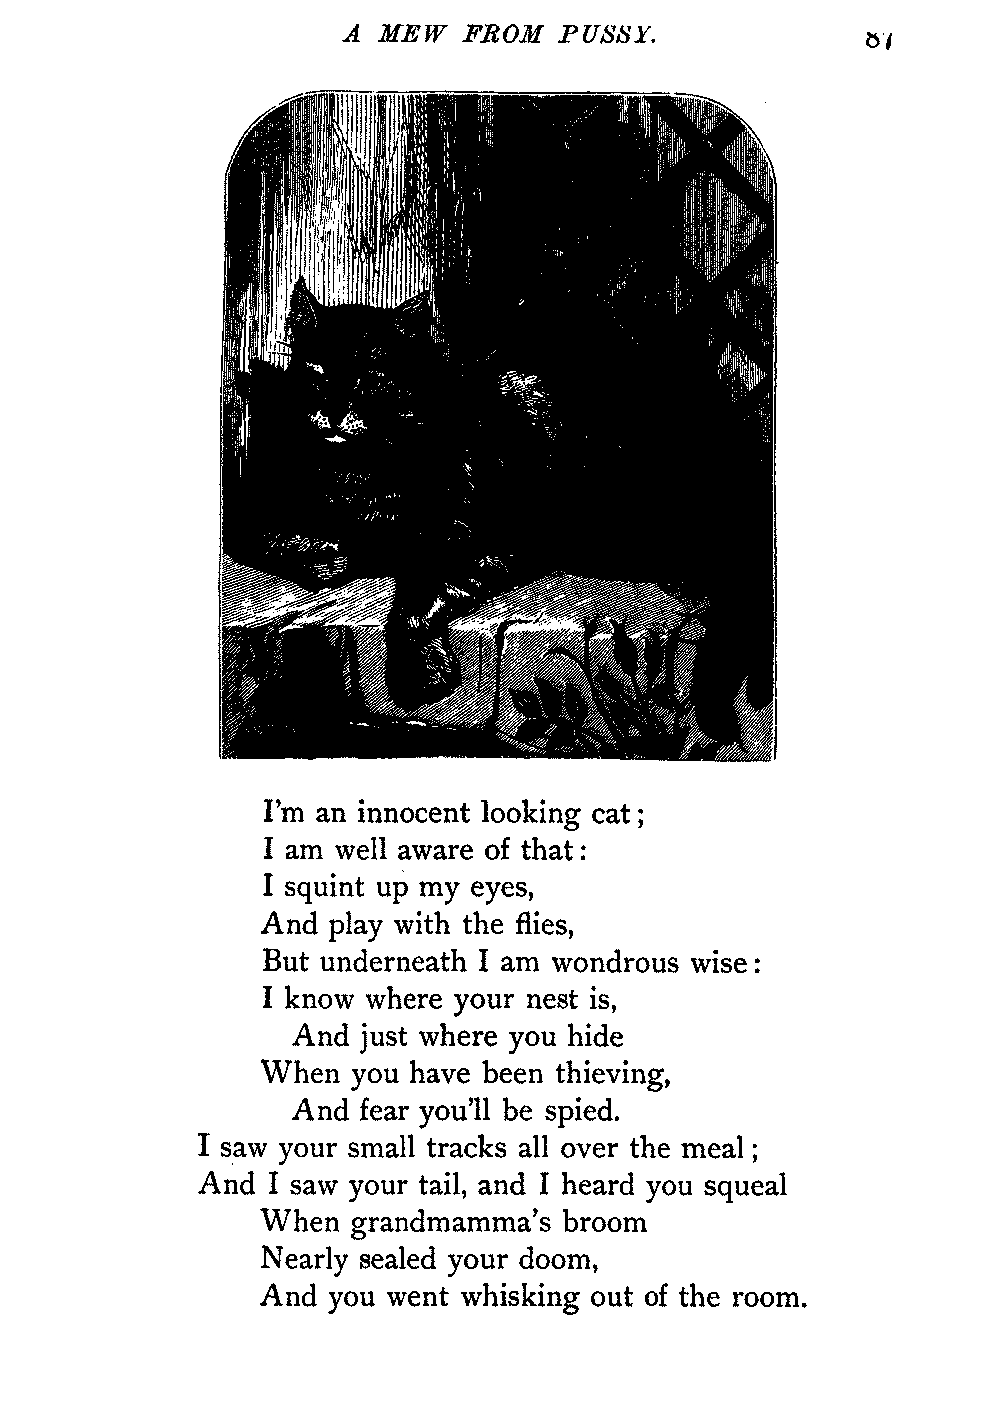 A MEW FROM PUSSY.
I'm an innocent looking cat;
I am well aware of that:
I squint up my eyes,
And play with the flies,
But underneath I am wondrous wise:
I know where your nest is,
And just where you hide
When you have been thieving,
And fear you'll be spied.
I saw your small tracks all over the meal;
And I saw your tail, and I heard you squeal
When grandmamma's broom
Nearly sealed your doom,
And you went whisking out of the room.